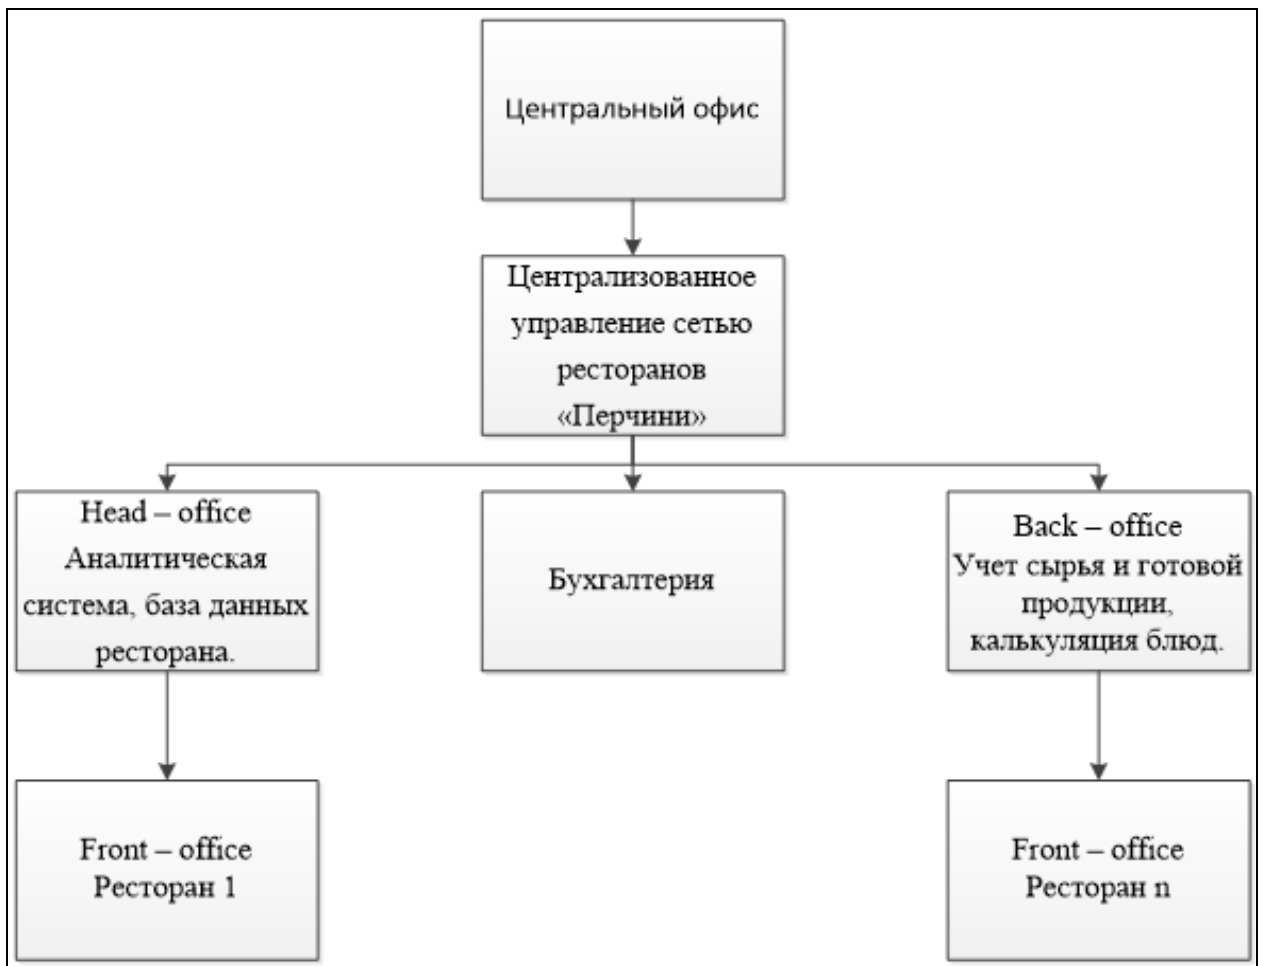 Центральный офис
Централизованное
управление сетью
ресторанов
«Перчини»
Head – office
Аналитическая
система, база данных
ресторана.
Бухгалтерия
Back – office
Учет сырья и готовой
продукции,
калькуляция блюд.
Front – office
Ресторан 1
Front – office
Ресторан n